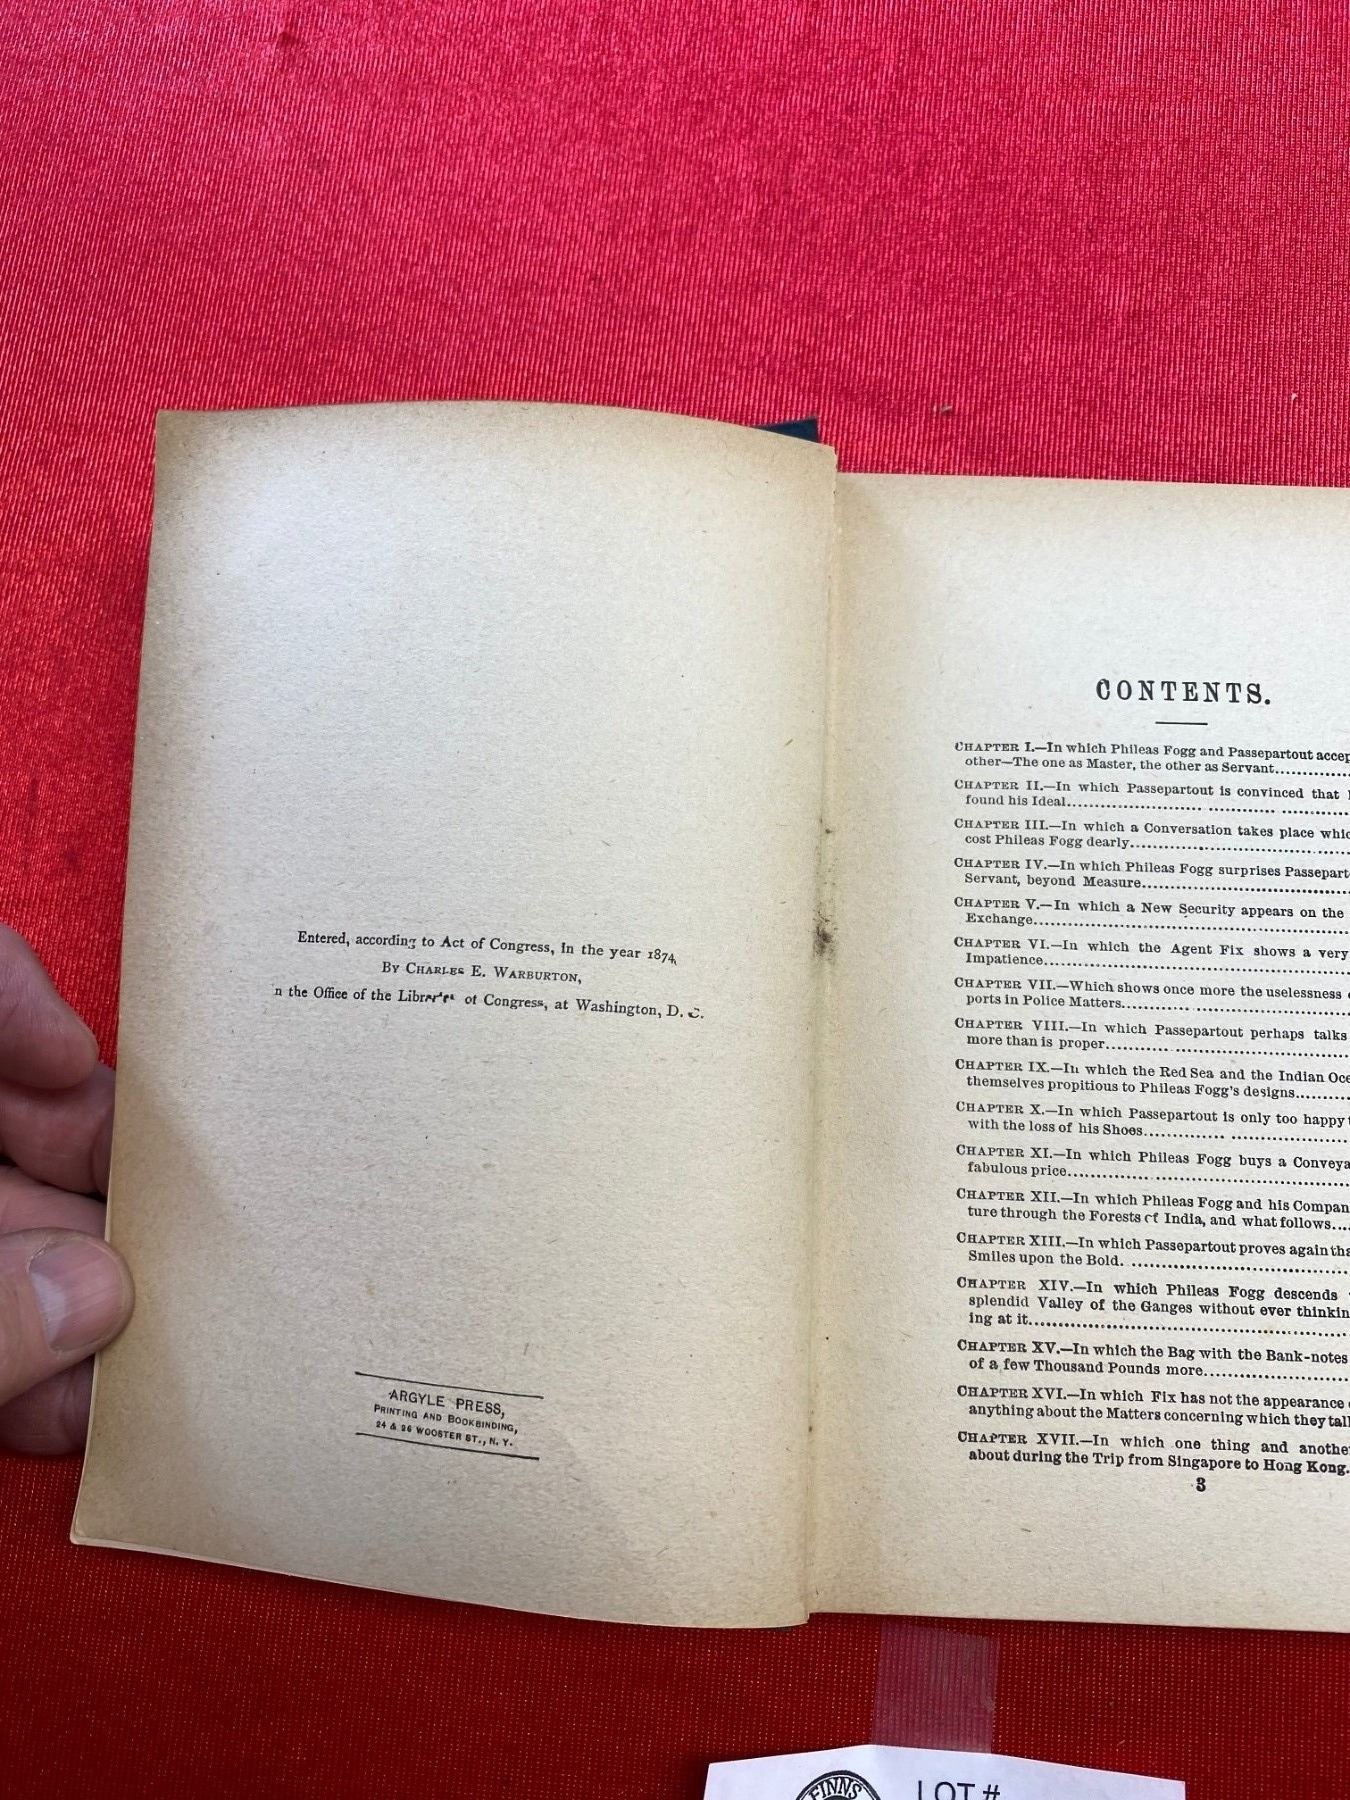 Entered, according to Act of Congress, in the year 1874,
By CHARLES E. WARBURTON,
n the Office of the Libraries of Congress, at Washington, D. C.
ARGYLE PRESS,
PRINTING AND BOOKBINDING,
24 & 26 WOOSTER ST., N. Y.
CONTENTS.
CHAPTER I.—In which Phileas Fogg and Passepartout accep
other—The one as Master, the other as Servant
CHAPTER II.—In which Passepartout is convinced that
found his Ideal
CHAPTER III.—In which a Conversation takes place whic
cost Phileas Fogg dearly
CHAPTER IV.—In which Phileas Fogg surprises Passepart
Servant, beyond Measure
CHAPTER V.—In which a New Security appears on the
Exchange
CHAPTER VI.—In which the Agent Fix shows a very
Impatience
CHAPTER VII.—Which shows once more the uselessness
ports in Police Matters
CHAPTER VIII.—In which Passepartout perhaps talks
more than is proper
CHAPTER IX.—In which the Red Sea and the Indian Oce
themselves propitious to Phileas Fogg's designs
CHAPTER X.—In which Passepartout is only too happy
with the loss of his Shoes
CHAPTER XI.—In which Phileas Fogg buys a Conveya
fabulous price
CHAPTER XII.—In which Phileas Fogg and his Compan
ture through the Forests of India, and what follows
CHAPTER XIII.—In which Passepartout proves again tha
Smiles upon the Bold.
CHAPTER XIV.—In which Phileas Fogg descends
splendid Valley of the Ganges without ever thinkin
ing at it
CHAPTER XV.—In which the Bag with the Bank-notes
of a few Thousand Pounds more
CHAPTER XVI.—In which Fix has not the appearance
anything about the Matters concerning which they tal
CHAPTER XVII.—In which one thing and anothe
about during the Trip from Singapore to Hong Kong.
3
FINNS
LOT #